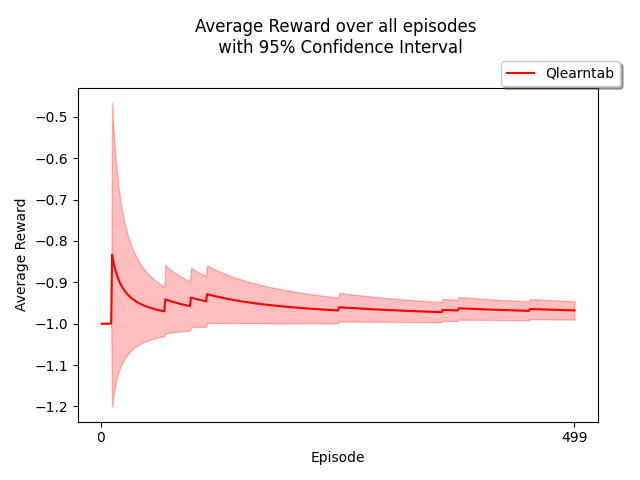 Average Reward over all episodes
with 95% Confidence Interval
Qlearntab
−0.5
−0.6
−0.7
−0.8
−0.9
−1.0
−1.1
−1.2
Average Reward
0
499
Episode